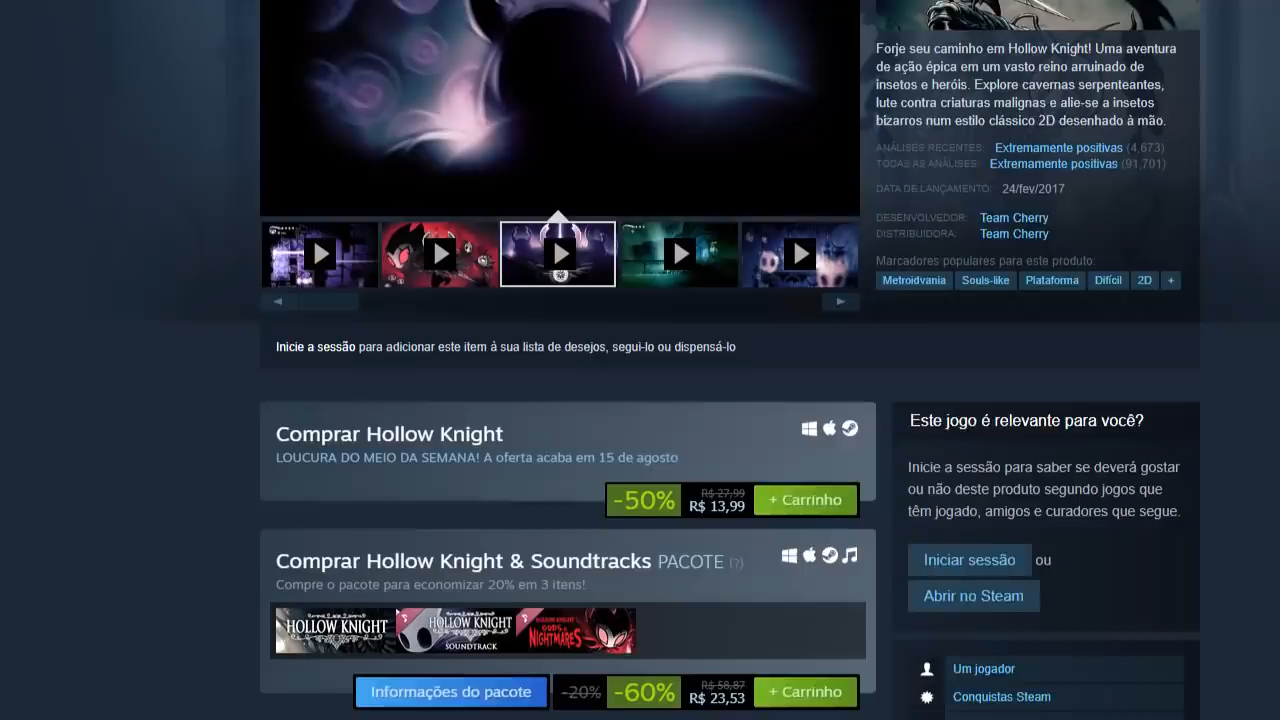 Forje seu caminho em Hollow Knight! Uma aventura
de ação épica em um vasto reino arruinado de
insetos e heróis. Explore cavernas serpenteantes,
lute contra criaturas malignas e alie-se a insetos
bizarros num estilo clássico 2D desenhado à mão.
ANÁLISES RECENTES: Extremamente positivas (4,673)
TODAS AS ANÁLISES: Extremamente positivas (91,701)
DATA DE LANÇAMENTO: 24/fev/2017
DESENVOLVEDOR: Team Cherry
DISTRIBUIDORA: Team Cherry
Marcadores populares para este produto:
Metroidvania Souls-like Plataforma Difícil 2D +
Inicie a sessão para adicionar este item à sua lista de desejos, segui-lo ou dispensá-lo
Comprar Hollow Knight
LOUCURA DO MEIO DA SEMANA! A oferta acaba em 15 de agosto
-50% R$ 27,99
R$ 13,99
+ Carrinho
Comprar Hollow Knight & Soundtracks PACOTE (?)
Compre o pacote para economizar 20% em 3 itens!
HOLLOW KNIGHT
HOLLOW KNIGHT
SOUNDTRACK
HOLLOW KNIGHT
GODS & NIGHTMARES
Informações do pacote
-20% -60% R$ 58,87
R$ 23,53
+ Carrinho
Este jogo é relevante para você?
Inicie a sessão para saber se deverá gostar
ou não deste produto segundo jogos que
têm jogado, amigos e curadores que segue.
Iniciar sessão ou
Abrir no Steam
Um jogador
Conquistas Steam